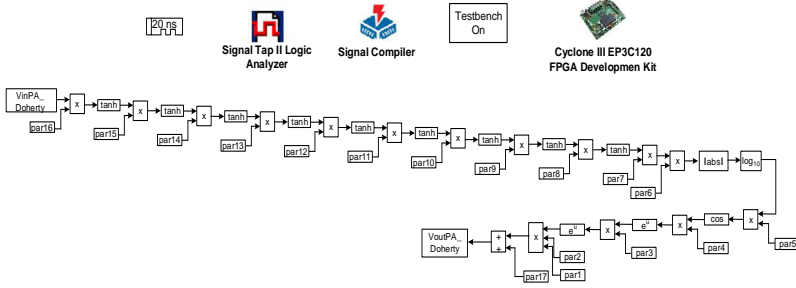 20 ns
Signal Tap II Logic
Analyzer
Signal Compiler
Testbench
On
Cyclone III EP3C120
FPGA Developmen Kit
VinPA_
Doherty
x
tanh
x
tanh
x
tanh
x
tanh
x
tanh
x
tanh
x
tanh
x
tanh
x
tanh
x
x
|abs|
log10
par16
par15
par14
par13
par12
par11
par10
par9
par8
par7
par6
VoutPA_
Doherty
+
+
x
e^u
x
e^u
x
cos
x
par17
par1
par2
par3
par4
par5